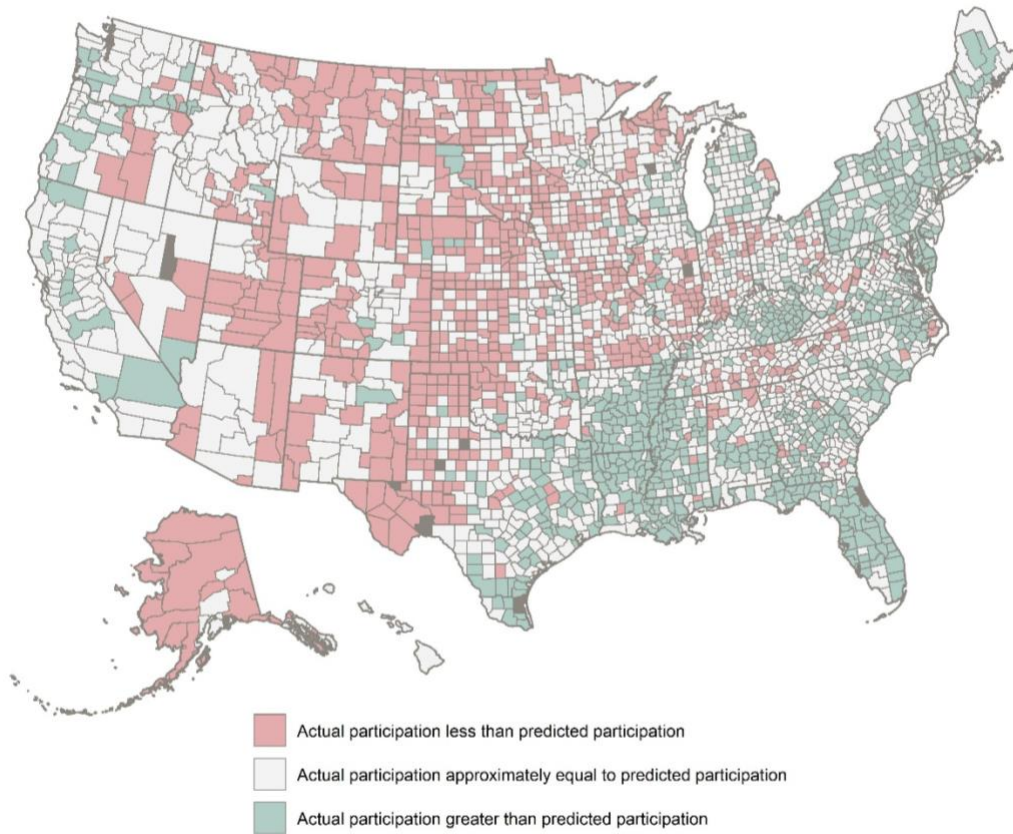 Actual participation less than predicted participation
Actual participation approximately equal to predicted participation
Actual participation greater than predicted participation